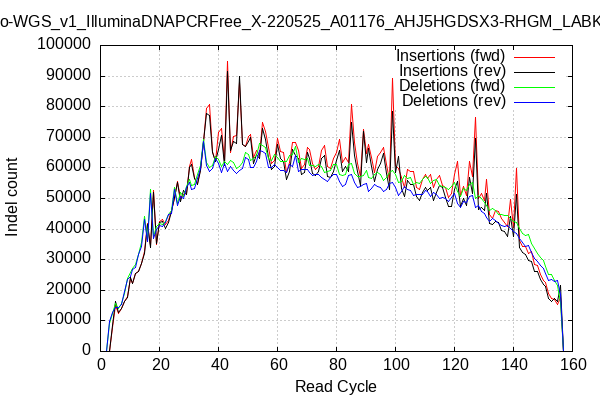 o-WGS_v1_IlluminaDNAPCRFree_X-220525_A01176_AHJ5HGDSX3-RHGM_LABK
Insertions (fwd)
Insertions (rev)
Deletions (fwd)
Deletions (rev)
100000
90000
80000
70000
60000
50000
40000
30000
20000
10000
0
Indel count
0 20 40 60 80 100 120 140 160
Read Cycle